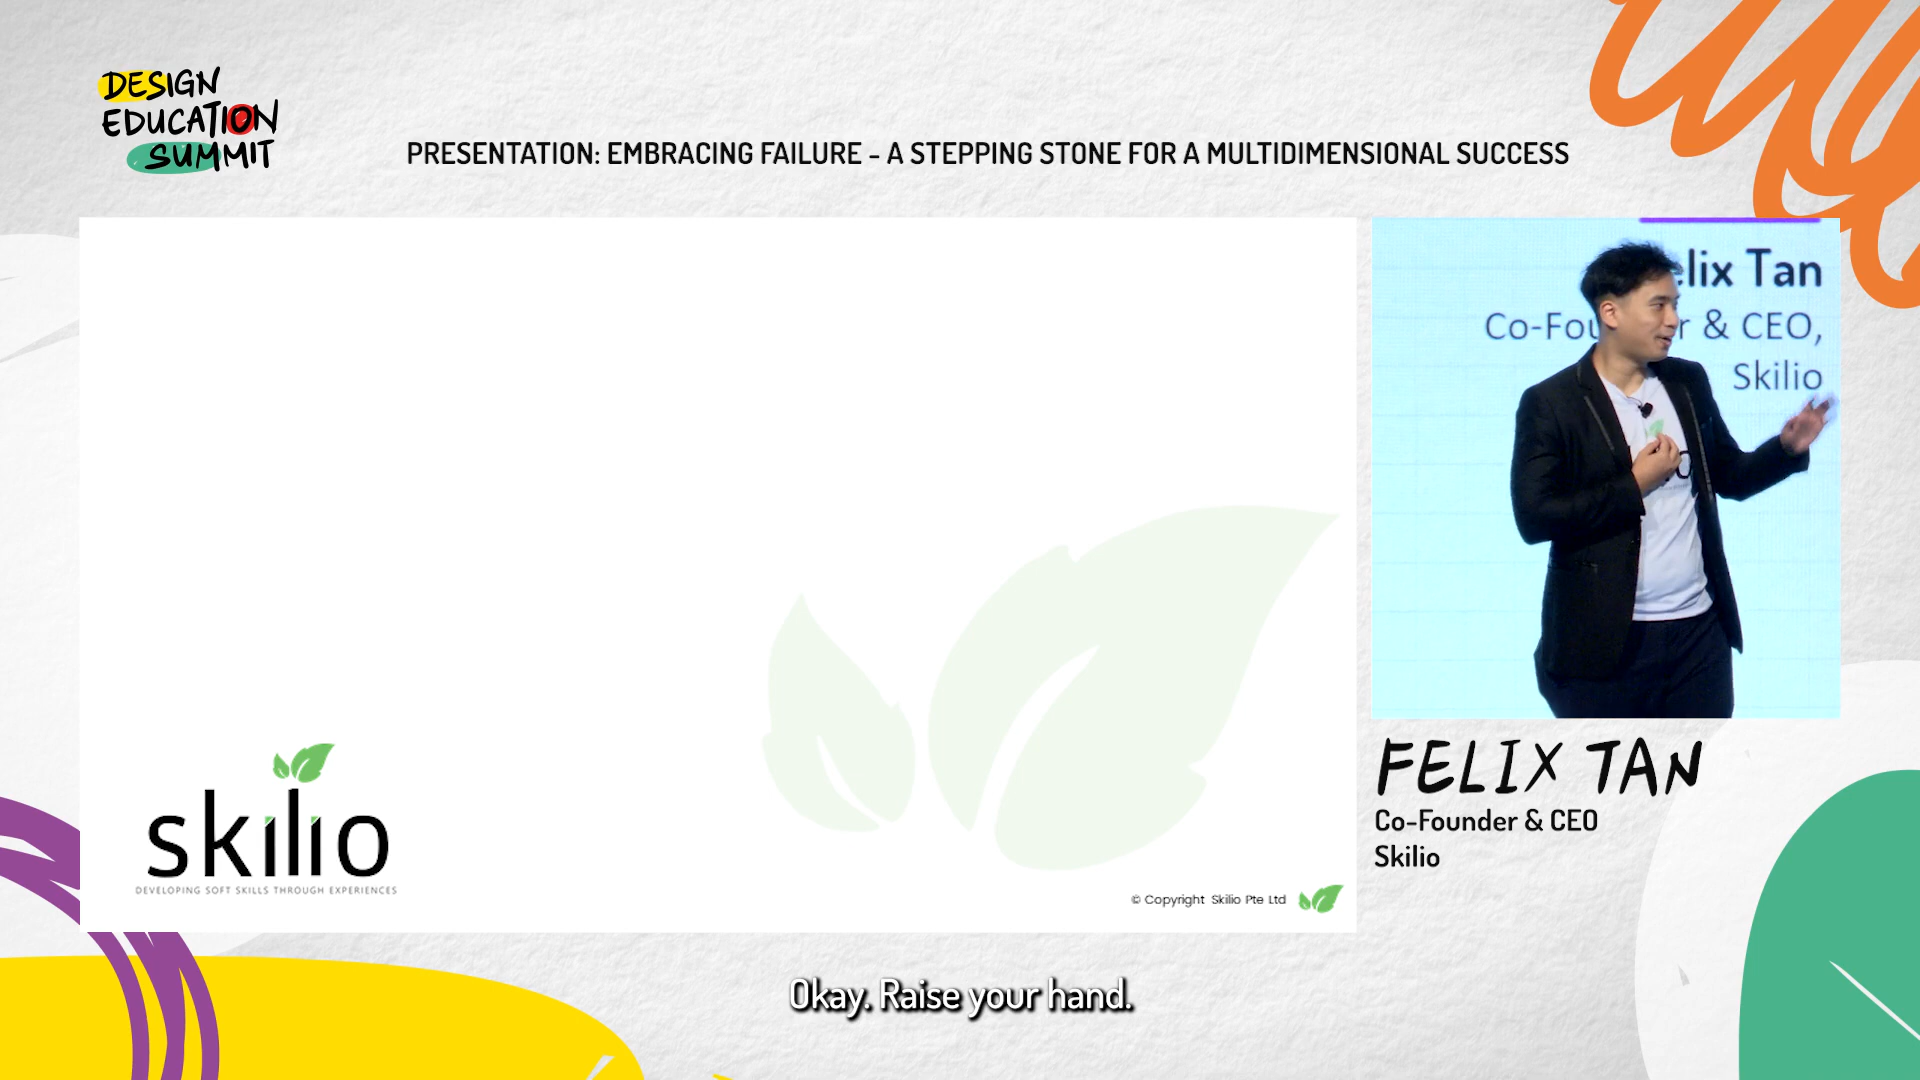 DESIGN
EDUCATION
SUMMIT
PRESENTATION: EMBRACING FAILURE - A STEPPING STONE FOR A MULTIDIMENSIONAL SUCCESS
elix Tan
Co-Fou r & CEO,
Skilio
FELIX TAN
Co-Founder & CEO
Skilio
skilio
DEVELOPING SOFT SKILLS THROUGH EXPERIENCES
© Copyright Skilio Pte Ltd
Okay. Raise your hand.